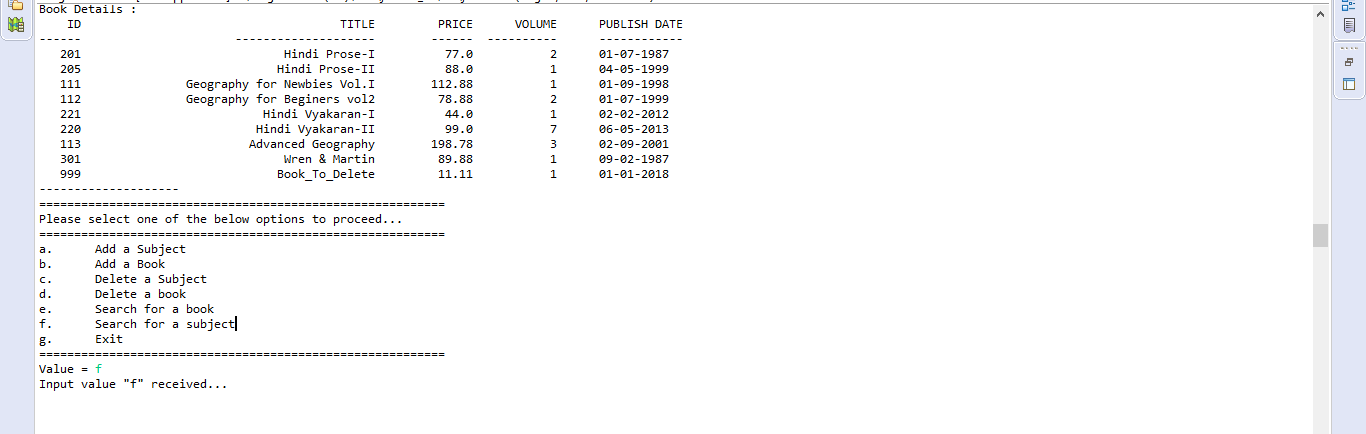 Book Details :
ID TITLE PRICE VOLUME PUBLISH DATE
------ -------------------- ------ ---------- ------------
201 Hindi Prose-I 77.0 2 01-07-1987
205 Hindi Prose-II 88.0 1 04-05-1999
111 Geography for Newbies Vol.I 112.88 1 01-09-1998
112 Geography for Beginers vol2 78.88 2 01-07-1999
221 Hindi Vyakaran-I 44.0 1 02-02-2012
220 Hindi Vyakaran-II 99.0 7 06-05-2013
113 Advanced Geography 198.78 3 02-09-2001
301 Wren & Martin 89.88 1 09-02-1987
999 Book_To_Delete 11.11 1 01-01-2018
--------------------
==========================================================
Please select one of the below options to proceed...
==========================================================
a. Add a Subject
b. Add a Book
c. Delete a Subject
d. Delete a book
e. Search for a book
f. Search for a subject
g. Exit
==========================================================
Value = f
Input value "f" received...